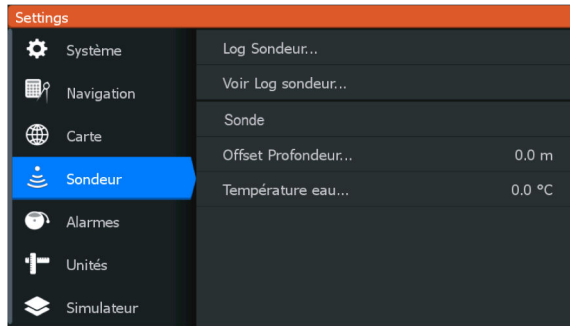 Settings
Système
Navigation
Carte
Sondeur
Alarmes
Unités
Simulateur
Log Sondeur...
Voir Log sondeur...
Sonde
Offset Profondeur... 0.0 m
Température eau... 0.0 °C